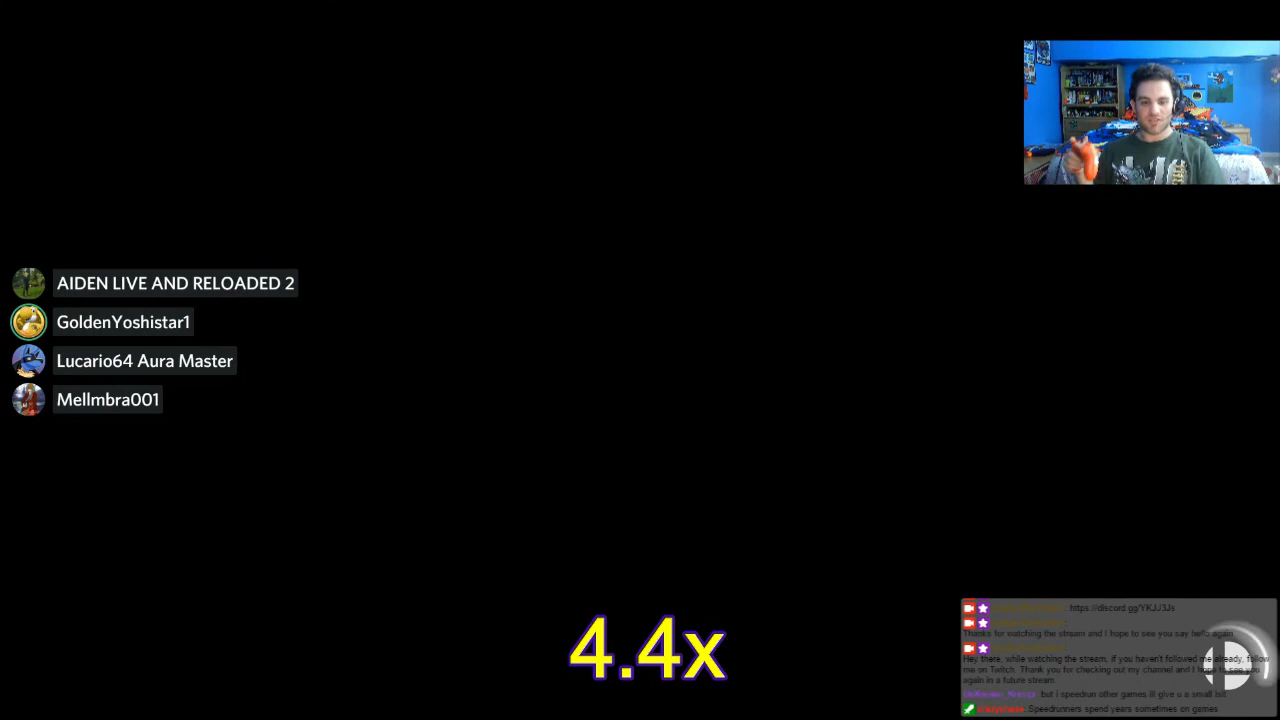 AIDEN LIVE AND RELOADED 2
GoldenYoshistar1
Lucario64 Aura Master
Mellmbra001
4.4x
https://discord.gg/YKJJ3Js
Thanks for watching the stream and I hope to see you say hello again.
Hey there, while watching the stream, if you haven't followed me already, follow
me on Twitch. Thank you for checking out my channel and I hope to see you
again in a future stream.
but i speedrun other games ill give u a small list
crazychase Speedrunners spend years sometimes on games